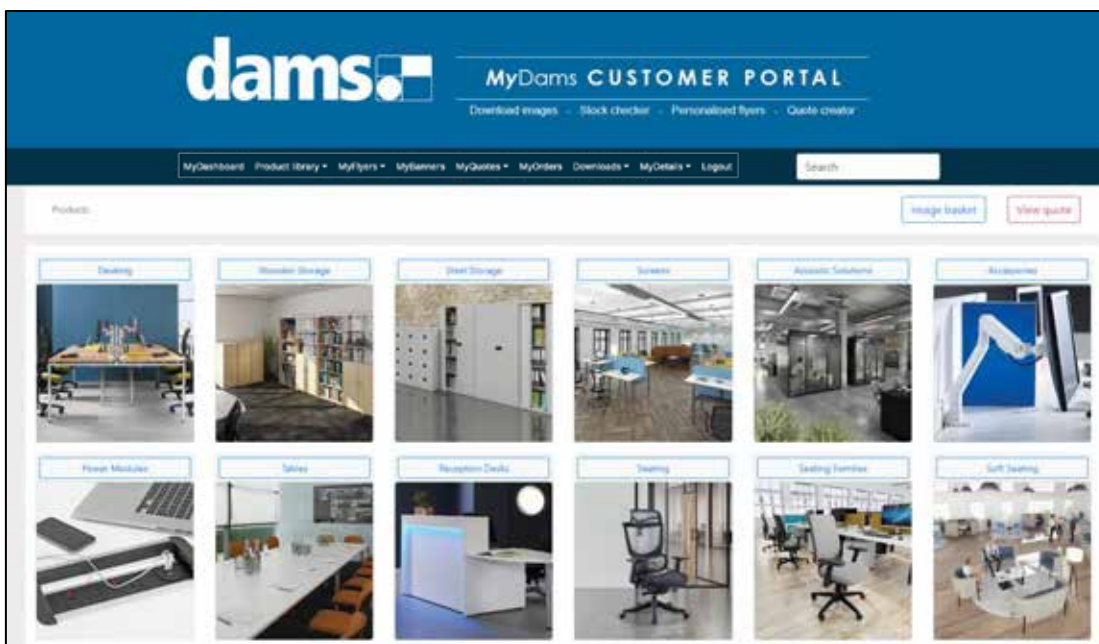 dams
MyDams CUSTOMER PORTAL
Download images - Stock checker - Personalised flyers - Quote creator
MyDashboard Product library MyFlyers MyBanners MyQuotes MyOrders Downloads MyDetails Logout
Search
Products
Image basket View quote
Desking Wooden Storage Steel Storage Screens Acoustic Solutions Accessories
Power Modules Tables Reception Desks Seating Seating Families Soft Seating